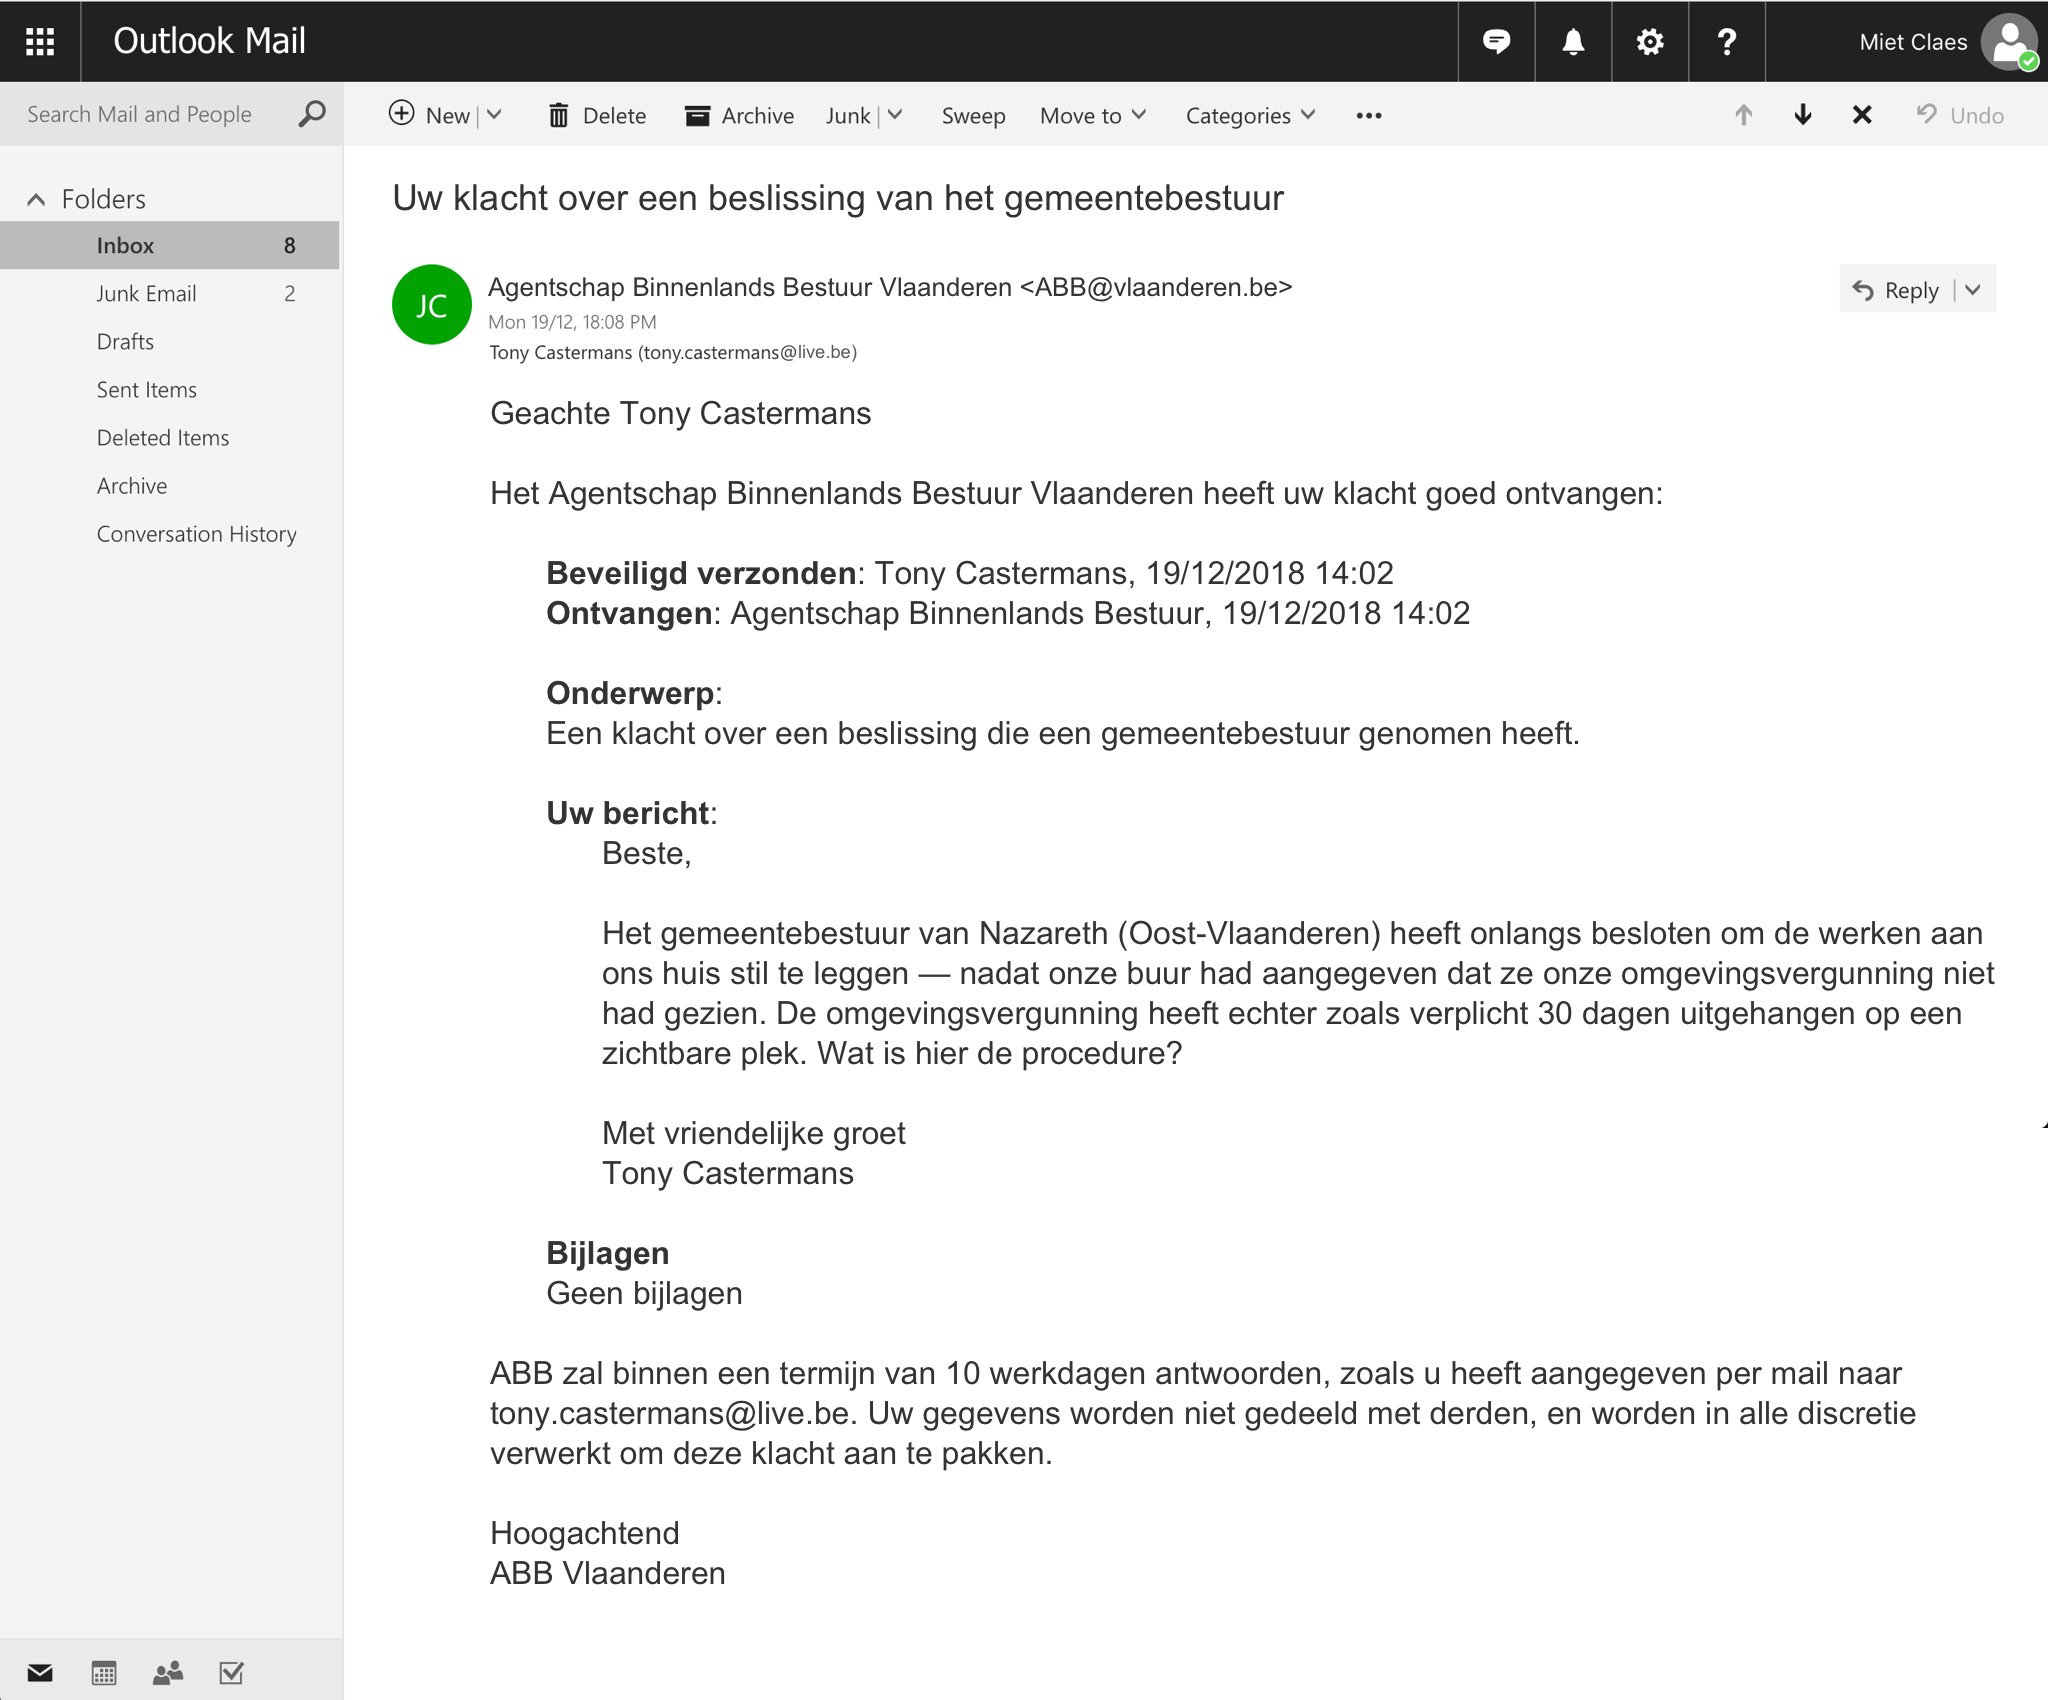 Outlook Mail
Miet Claes
Search Mail and People
New
Delete
Archive
Junk
Sweep
Move to
Categories
Undo
Folders
Inbox 8
Junk Email 2
Drafts
Sent Items
Deleted Items
Archive
Conversation History
Uw klacht over een beslissing van het gemeentebestuur
JC
Agentschap Binnenlands Bestuur Vlaanderen <ABB@vlaanderen.be>
Mon 19/12, 18:08 PM
Tony Castermans (tony.castermans@live.be)
Reply
Geachte Tony Castermans
Het Agentschap Binnenlands Bestuur Vlaanderen heeft uw klacht goed ontvangen:
Beveiligd verzonden: Tony Castermans, 19/12/2018 14:02
Ontvangen: Agentschap Binnenlands Bestuur, 19/12/2018 14:02
Onderwerp:
Een klacht over een beslissing die een gemeentebestuur genomen heeft.
Uw bericht:
Beste,
Het gemeentebestuur van Nazareth (Oost-Vlaanderen) heeft onlangs besloten om de werken aan
ons huis stil te leggen — nadat onze buur had aangegeven dat ze onze omgevingsvergunning niet
had gezien. De omgevingsvergunning heeft echter zoals verplicht 30 dagen uitgehangen op een
zichtbare plek. Wat is hier de procedure?
Met vriendelijke groet
Tony Castermans
Bijlagen
Geen bijlagen
ABB zal binnen een termijn van 10 werkdagen antwoorden, zoals u heeft aangegeven per mail naar
tony.castermans@live.be. Uw gegevens worden niet gedeeld met derden, en worden in alle discretie
verwerkt om deze klacht aan te pakken.
Hoogachtend
ABB Vlaanderen